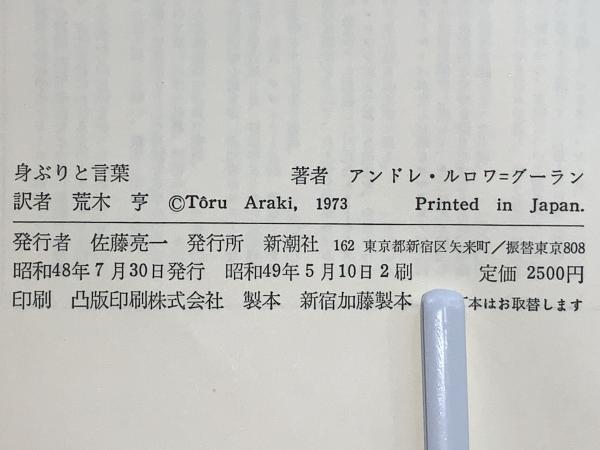 身ぶりと言葉 著者 アンドレ・ルロワ=グーラン
訳者 荒木 亨 ©Tôru Araki, 1973 Printed in Japan.
発行者 佐藤亮一 発行所 新潮社 162 東京都新宿区矢来町/振替東京808
昭和48年7月30日発行 昭和49年5月10日2刷 定価 2500円
印刷 凸版印刷株式会社 製本 新宿加藤製本 本はお取替します